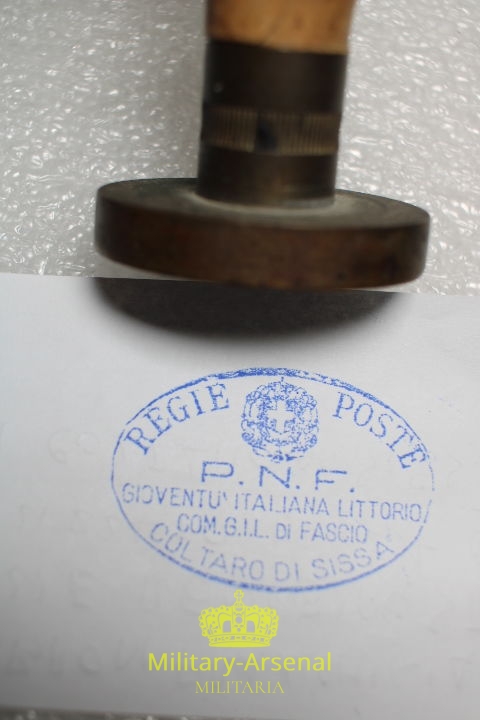 REGIE POSTE
P.N.F.
GIOVENTU' ITALIANA LITTORIO
COM.G.I.L. Di FASCIO
COLTARO DI SISSA
Military-Arsenal
MILITARIA